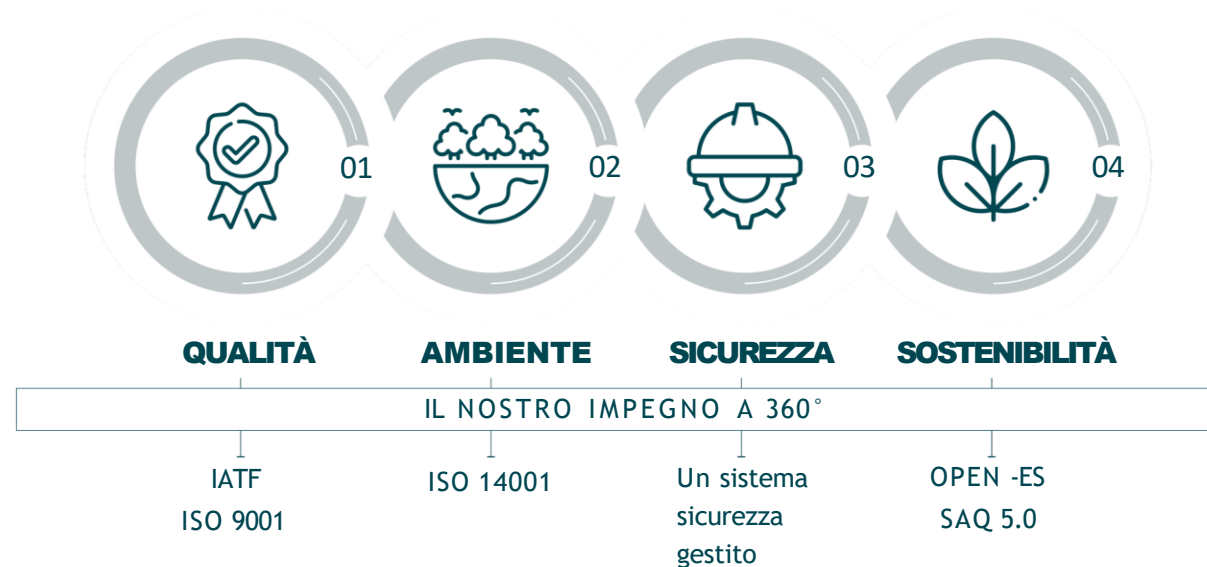 01
02
03
04
QUALITÀ
AMBIENTE
SICUREZZA
SOSTENIBILITÀ
IL NOSTRO IMPEGNO A 360°
IATF
ISO 9001
ISO 14001
Un sistema
sicurezza
gestito
OPEN -ES
SAQ 5.0